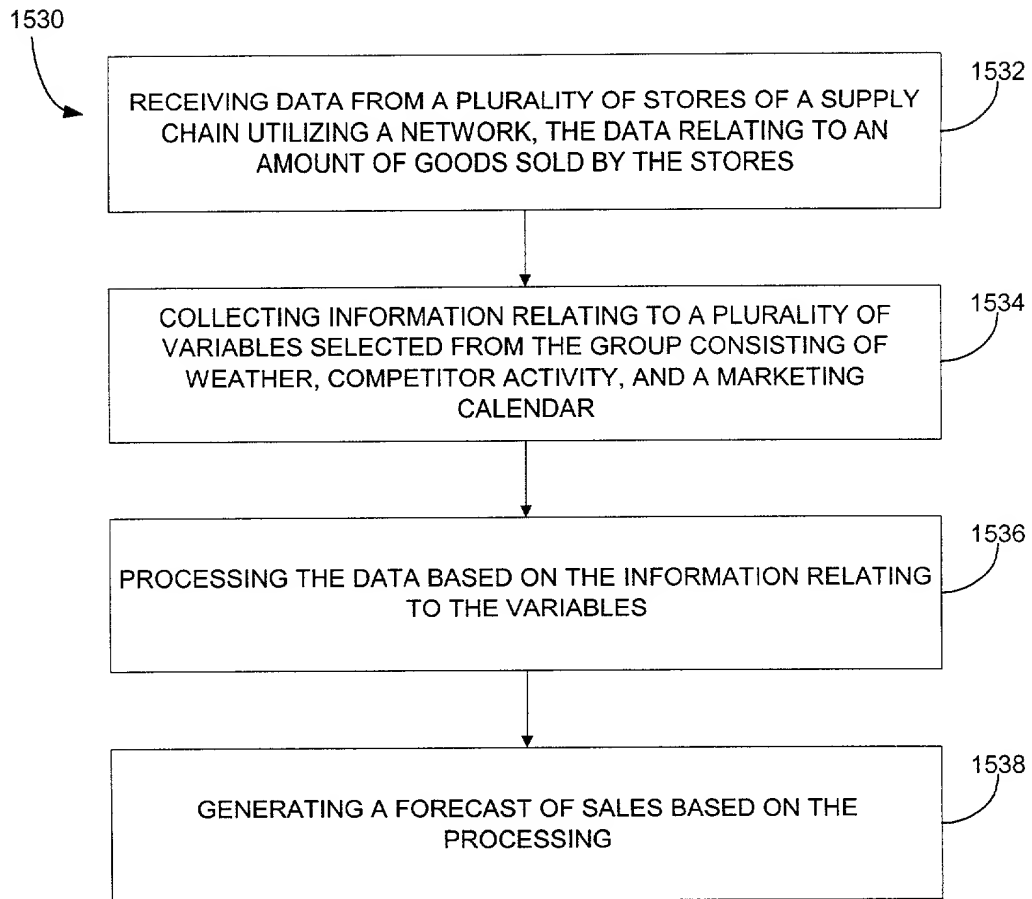 1530
1532
RECEIVING DATA FROM A PLURALITY OF STORES OF A SUPPLY
CHAIN UTILIZING A NETWORK, THE DATA RELATING TO AN
AMOUNT OF GOODS SOLD BY THE STORES
1534
COLLECTING INFORMATION RELATING TO A PLURALITY OF
VARIABLES SELECTED FROM THE GROUP CONSISTING OF
WEATHER, COMPETITOR ACTIVITY, AND A MARKETING
CALENDAR
1536
PROCESSING THE DATA BASED ON THE INFORMATION RELATING
TO THE VARIABLES
1538
GENERATING A FORECAST OF SALES BASED ON THE
PROCESSING